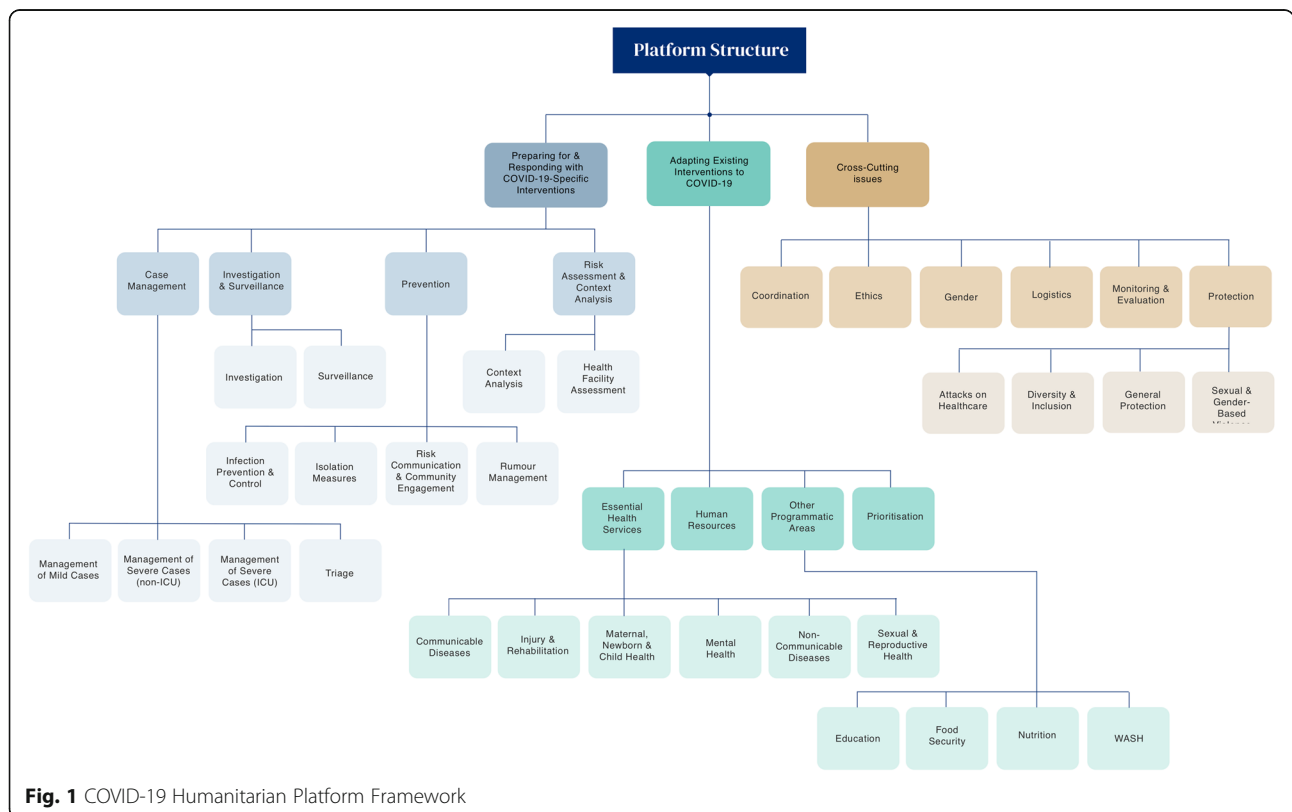 Platform Structure
Preparing for &
Responding with
COVID-19-Specific
Interventions
Adapting Existing
Interventions to
COVID-19
Cross-Cutting
issues
Case
Management
Investigation
& Surveillance
Prevention
Risk
Assessment &
Context
Analysis
Coordination
Ethics
Gender
Logistics
Monitoring &
Evaluation
Protection
Investigation
Surveillance
Context
Analysis
Health
Facility
Assessment
Attacks on
Healthcare
Diversity &
Inclusion
General
Protection
Sexual &
Gender-
Based
Infection
Prevention &
Control
Isolation
Measures
Risk
Communication
& Community
Engagement
Rumour
Management
Essential
Health
Services
Human
Resources
Other
Programmatic
Areas
Prioritisation
Management
of Mild Cases
Management of
Severe Cases
(non-ICU)
Management
of Severe
Cases (ICU)
Triage
Communicable
Diseases
Injury &
Rehabilitation
Maternal,
Newborn &
Child Health
Mental
Health
Non-
Communicable
Diseases
Sexual &
Reproductive
Health
Education
Food
Security
Nutrition
WASH
Fig. 1 COVID-19 Humanitarian Platform Framework